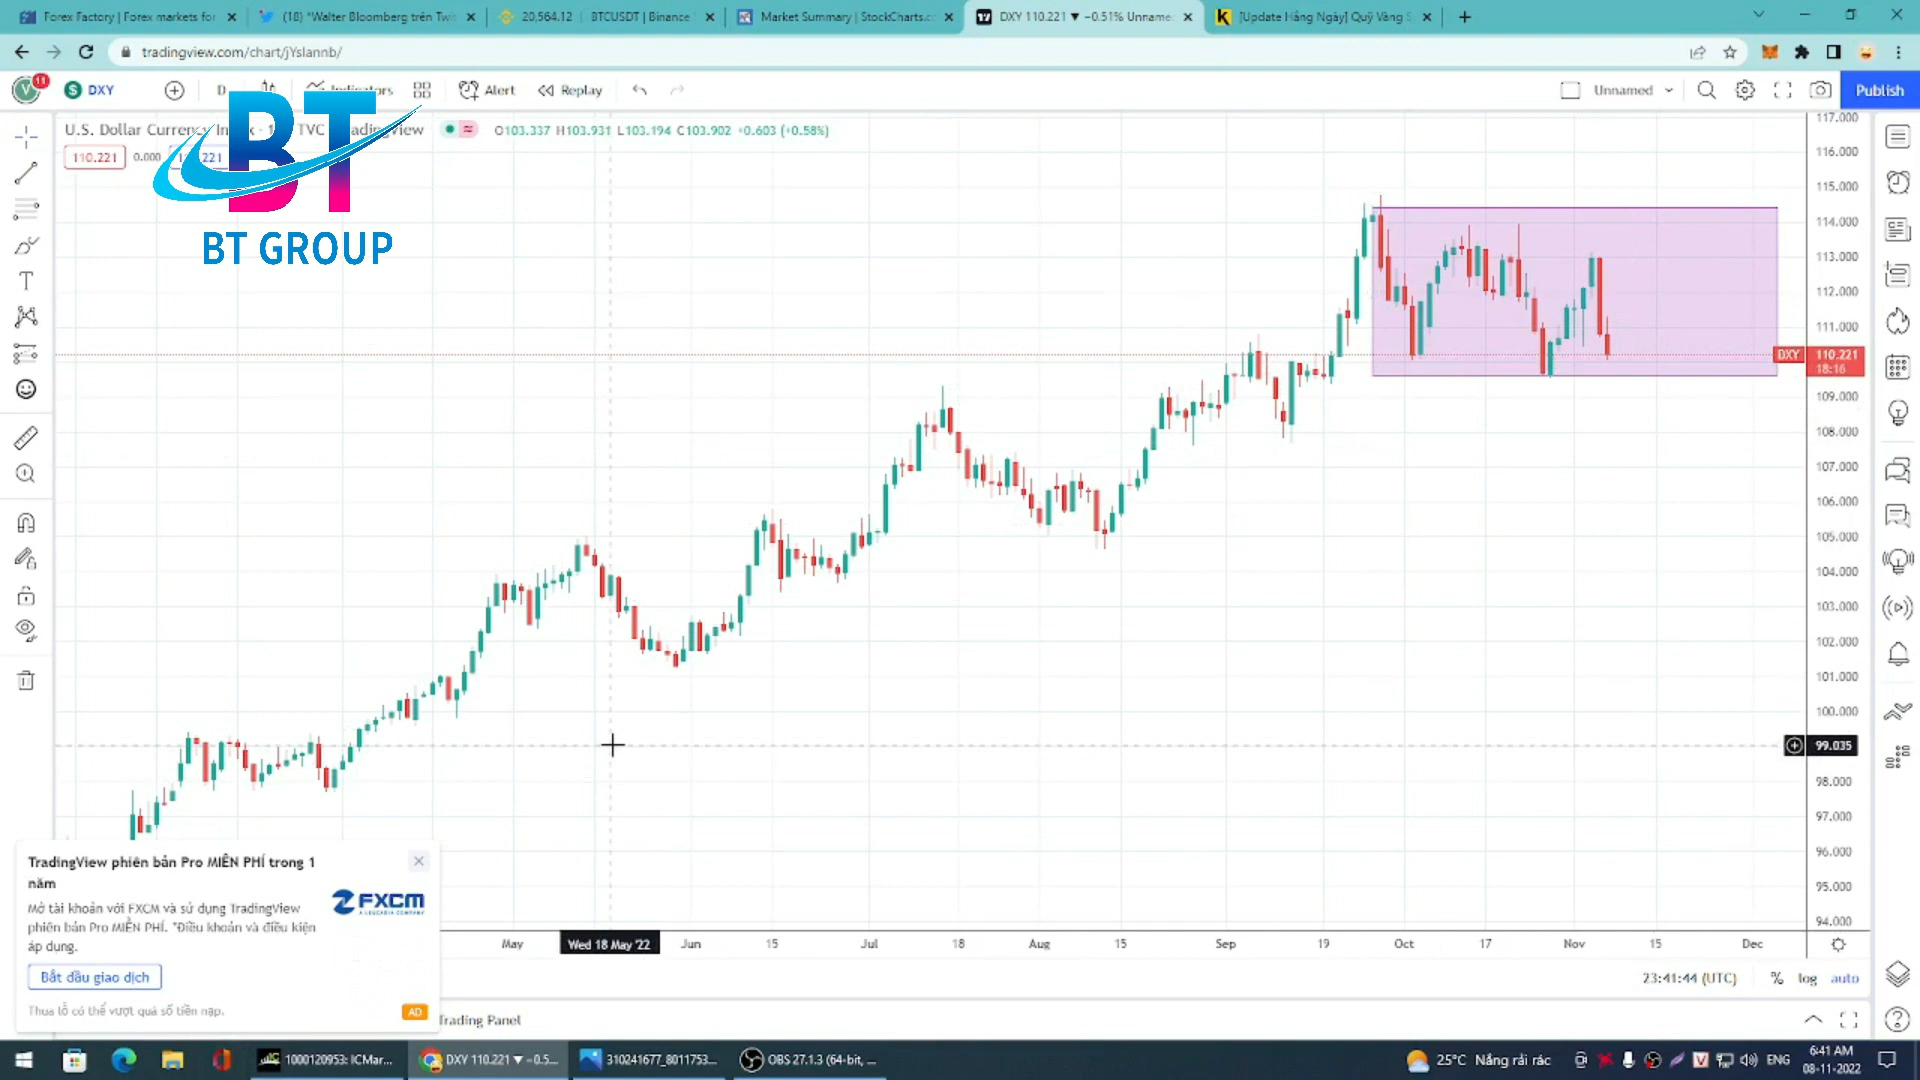 Forex Factory | Forex markets for
(18) "Walter Bloomberg trên Twi
20,564.12 | BTCUSDT | Binance
Market Summary | StockCharts.c
DXY 110.221 ▼ −0.51% Unname
[Update Hàng Ngày] Quỹ Vàng S
tradingview.com/chart/jYslannb/
11
V
S
DXY
D
Indicators
Alert
Replay
Unnamed
Publish
U.S. Dollar Currency In
TVC
TradingView
O103.337 H103.931 L103.194 C103.902 +0.603 (+0.58%)
110.221
0.000
221
BT
BT GROUP
117.000
116.000
115.000
114.000
113.000
112.000
111.000
DXY 110.221
18:16
109.000
108.000
107.000
106.000
105.000
104.000
103.000
102.000
101.000
100.000
99.035
98.000
97.000
96.000
95.000
94.000
May
Wed 18 May '22
Jun
15
Jul
18
Aug
15
Sep
19
Oct
17
Nov
15
Dec
TradingView phiên bản Pro MIỄN PHÍ trong 1
năm
Mở tài khoản với FXCM và sử dụng TradingView
phiên bản Pro MIỄN PHÍ. *Điều khoản và điều kiện
áp dụng.
FXCM
A LEUCADIA COMPANY
Bắt đầu giao dịch
Thua lỗ có thể vượt quá số tiền nạp.
AD
23:41:44 (UTC)
%
log
auto
Trading Panel
1000120953: ICMar...
DXY 110.221 ▼ −0.5...
310241677_8011753...
OBS 27.1.3 (64-bit, ...
25°C Nắng rải rác
V
ENG
6:41 AM
08-11-2022